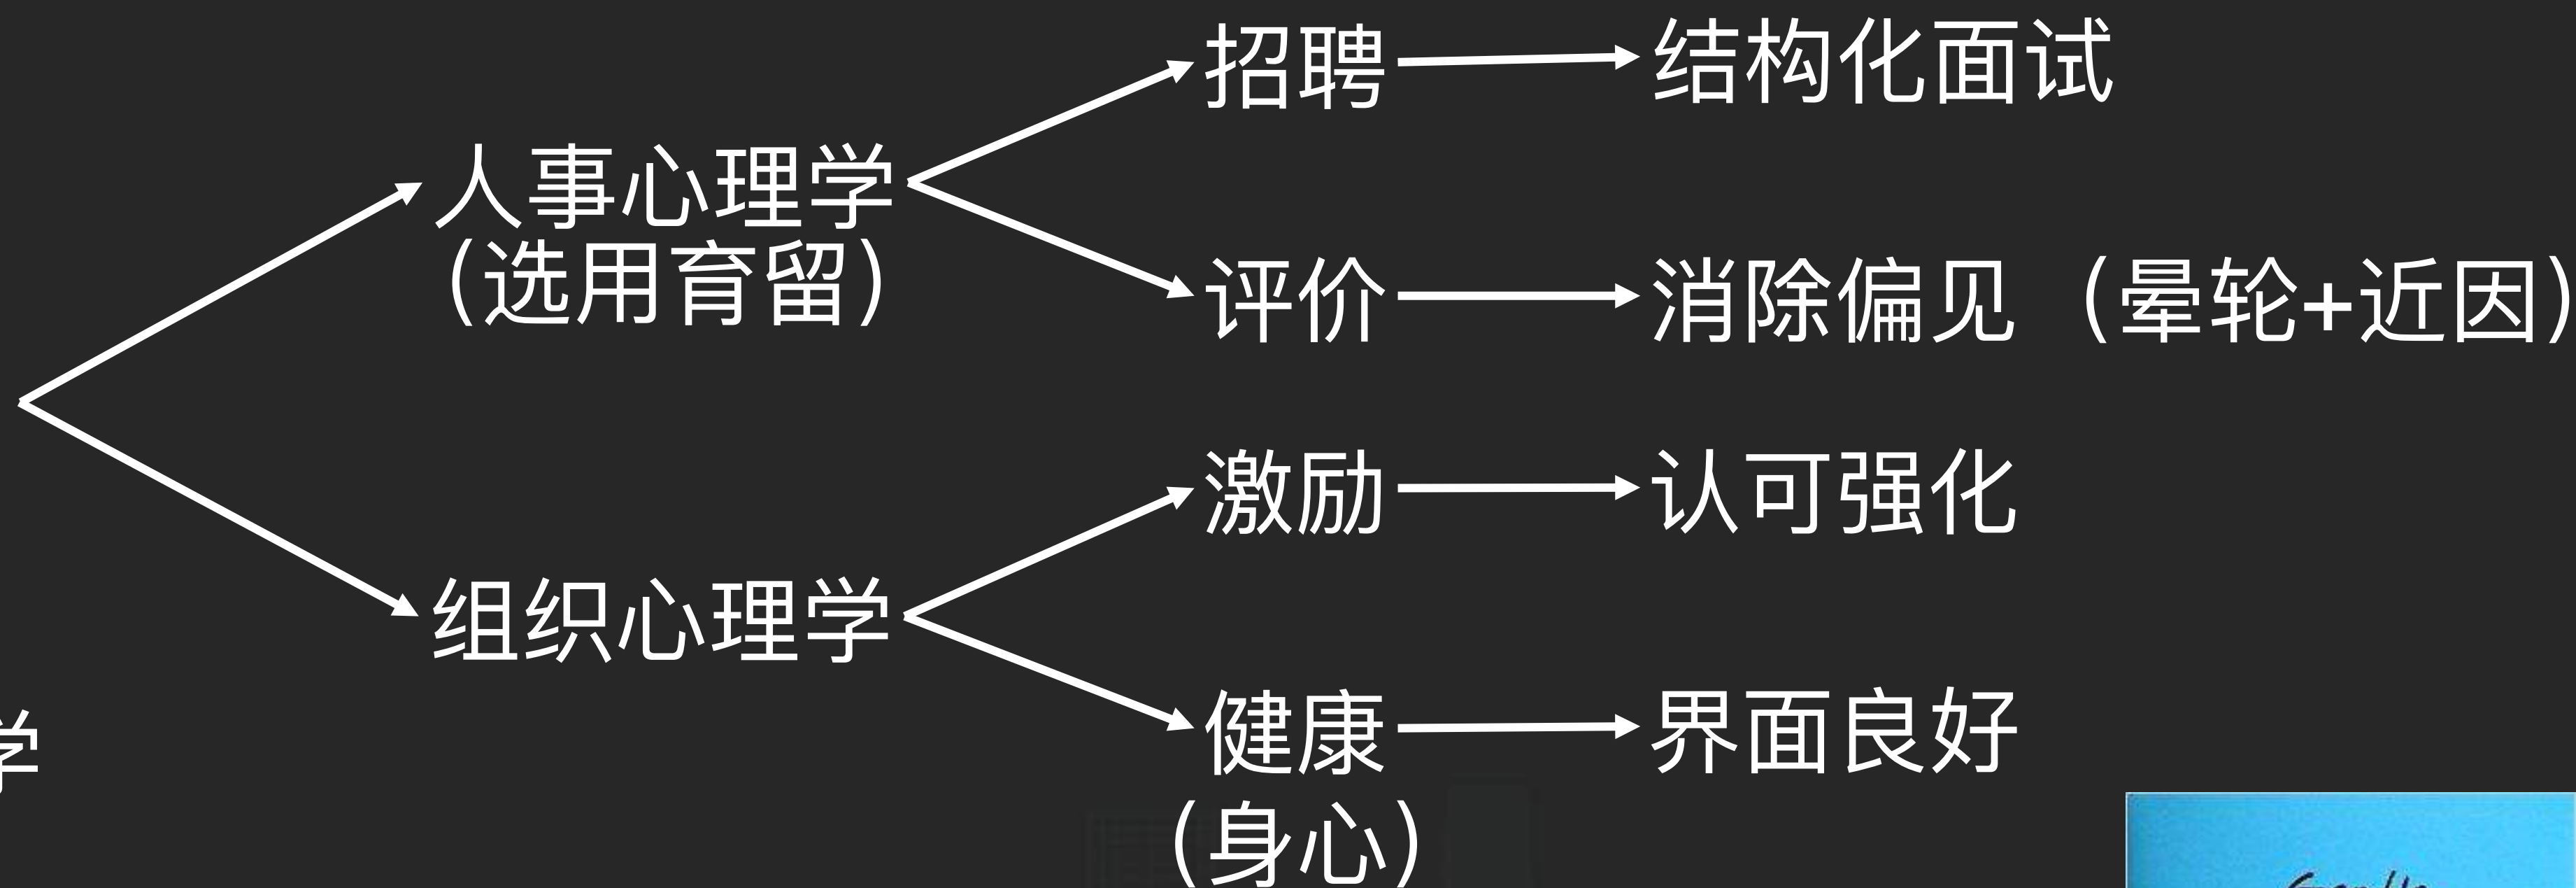 招聘
结构化面试
人事心理学
(选用育留)
评价
消除偏见（晕轮+近因)
激励
认可强化
组织心理学
学
健康
界面良好
(身心)